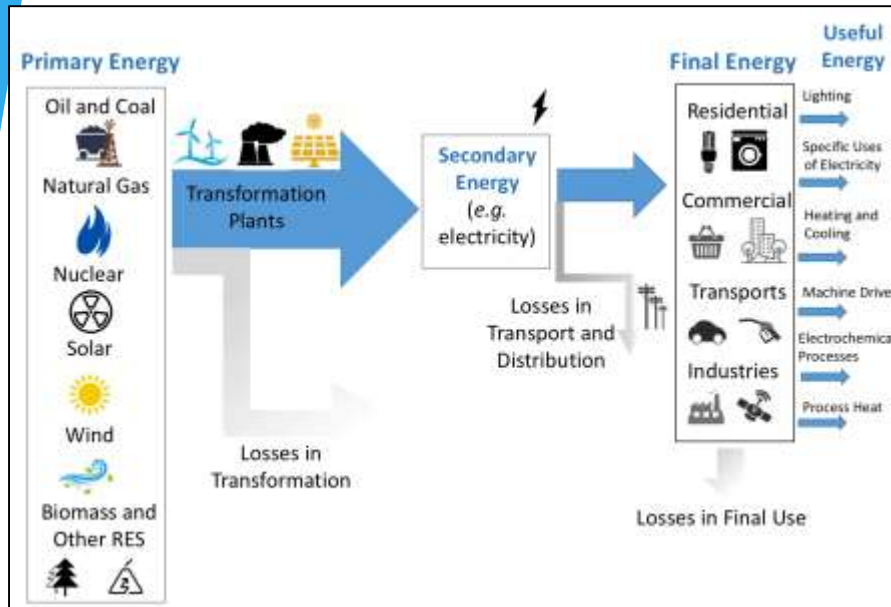 Primary Energy
Oil and Coal
Natural Gas
Nuclear
Solar
Wind
Biomass and
Other RES
Transformation
Plants
Losses in
Transformation
Secondary
Energy
(e.g.
electricity)
Losses in
Transport and
Distribution
Final Energy
Residential
Commercial
Transports
Industries
Losses in Final Use
Useful
Energy
Lighting
Specific Uses
of Electricity
Heating and
Cooling
Machine Drive
Electrochemica
Processes
Process Heat